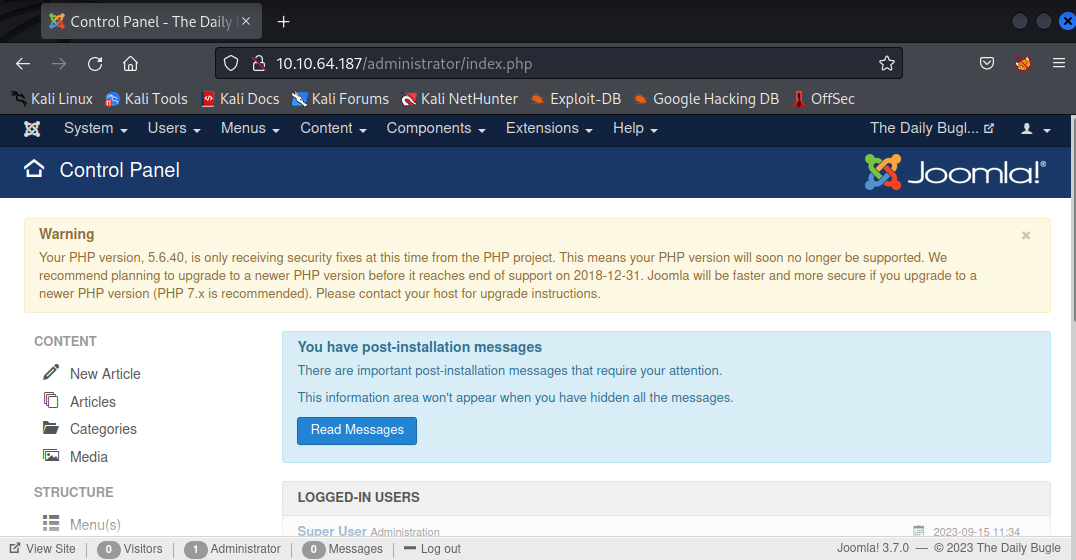 Control Panel - The Daily
10.10.64.187/administrator/index.php
Kali Linux Kali Tools Kali Docs Kali Forums Kali NetHunter Exploit-DB Google Hacking DB OffSec
System Users Menus Content Components Extensions Help The Daily Bugl...
Control Panel Joomla!®
Warning ×
Your PHP version, 5.6.40, is only receiving security fixes at this time from the PHP project. This means your PHP version will soon no longer be supported. We
recommend planning to upgrade to a newer PHP version before it reaches end of support on 2018-12-31. Joomla will be faster and more secure if you upgrade to a
newer PHP version (PHP 7.x is recommended). Please contact your host for upgrade instructions.
CONTENT
New Article
Articles
Categories
Media
STRUCTURE
Menu(s)
You have post-installation messages
There are important post-installation messages that require your attention.
This information area won't appear when you have hidden all the messages.
Read Messages
LOGGED-IN USERS
Super User Administration 2023-09-15 11:34
View Site 0 Visitors 1 Administrator 0 Messages Log out Joomla! 3.7.0 — © 2023 The Daily Bugle